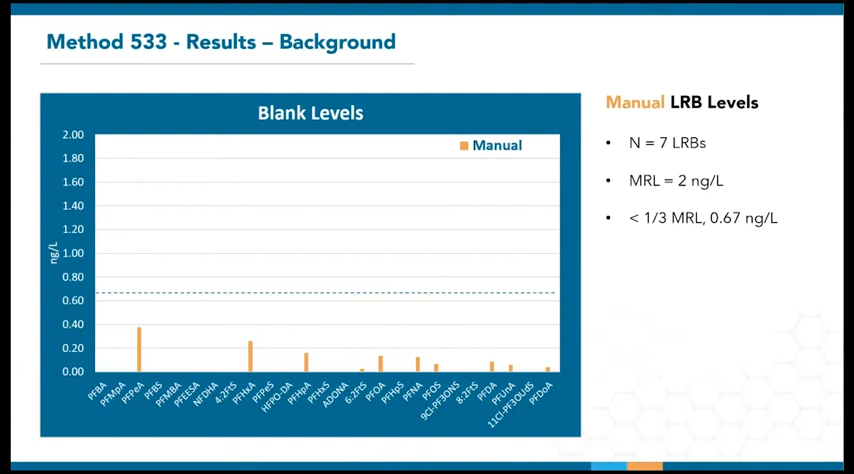 Method 533 - Results – Background
Blank Levels
Manual
2.00
1.80
1.60
1.40
1.20
1.00
0.80
0.60
0.40
0.20
0.00
ng/L
PFBA
PFMpA
PFPeA
PFBS
PFMBA
PFEESA
NFDHA
4:2FtS
PFHxA
PFPeS
HFPO-DA
PFHpA
PFHxS
ADONA
6:2FtS
PFOA
PFHpS
PFNA
PFOS
9Cl-PF3ONS
8:2FtS
PFDA
PFUnA
11Cl-PF3OUdS
PFDoA
Manual LRB Levels
• N = 7 LRBs
• MRL = 2 ng/L
• < 1/3 MRL, 0.67 ng/L